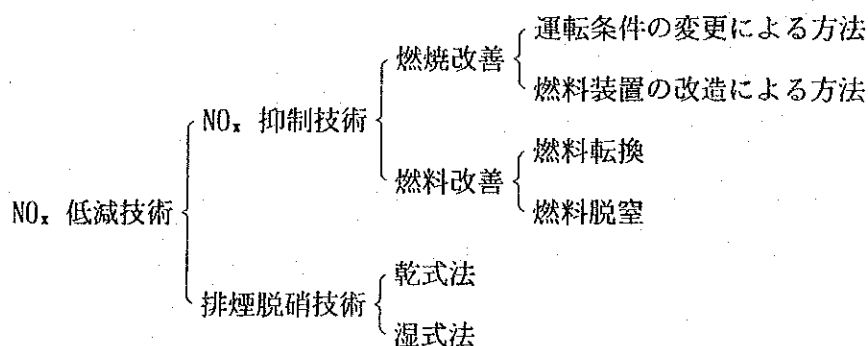 運転条件の変更による方法
燃焼改善
燃料装置の改造による方法
NOx 抑制技術
燃料転換
燃料改善
燃料脱窒
NOx 低減技術
乾式法
排煙脱硝技術
湿式法